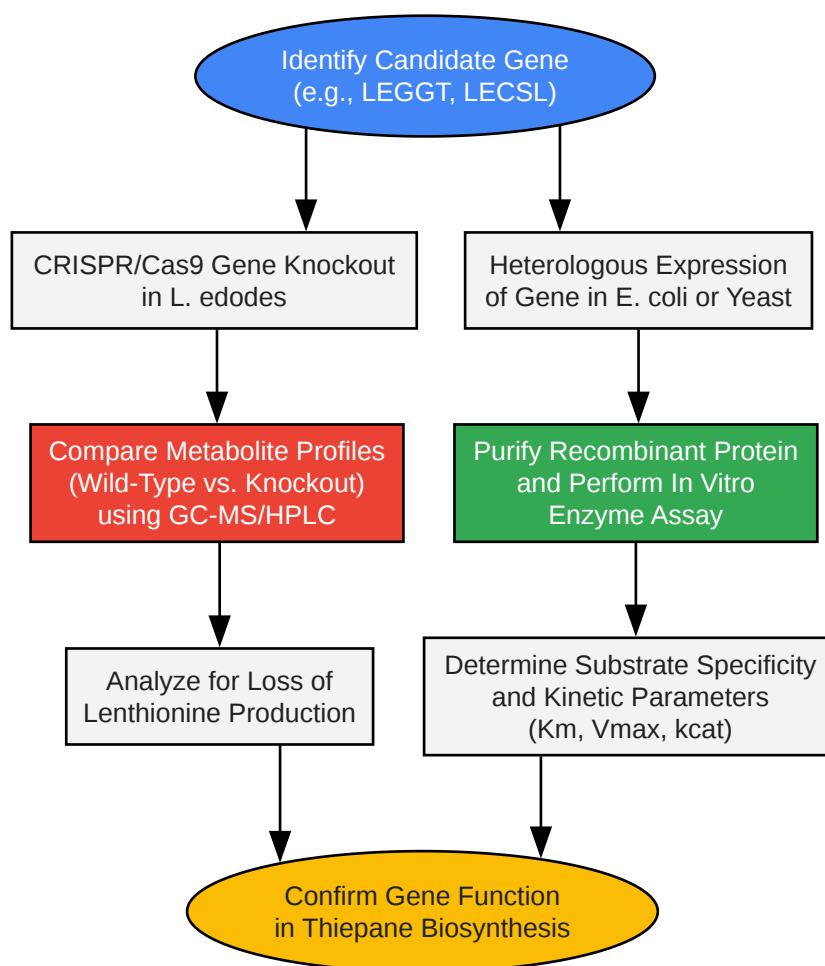 Identify Candidate Gene
(e.g., LEGGT, LECSL)
CRISPR/Cas9 Gene Knockout
in L. edodes
Heterologous Expression
of Gene in E. coli or Yeast
Compare Metabolite Profiles
(Wild-Type vs. Knockout)
using GC-MS/HPLC
Purify Recombinant Protein
and Perform In Vitro
Enzyme Assay
Analyze for Loss of
Lenthionine Production
Determine Substrate Specificity
and Kinetic Parameters
(Km, Vmax, kcat)
Confirm Gene Function
in Thiepane Biosynthesis